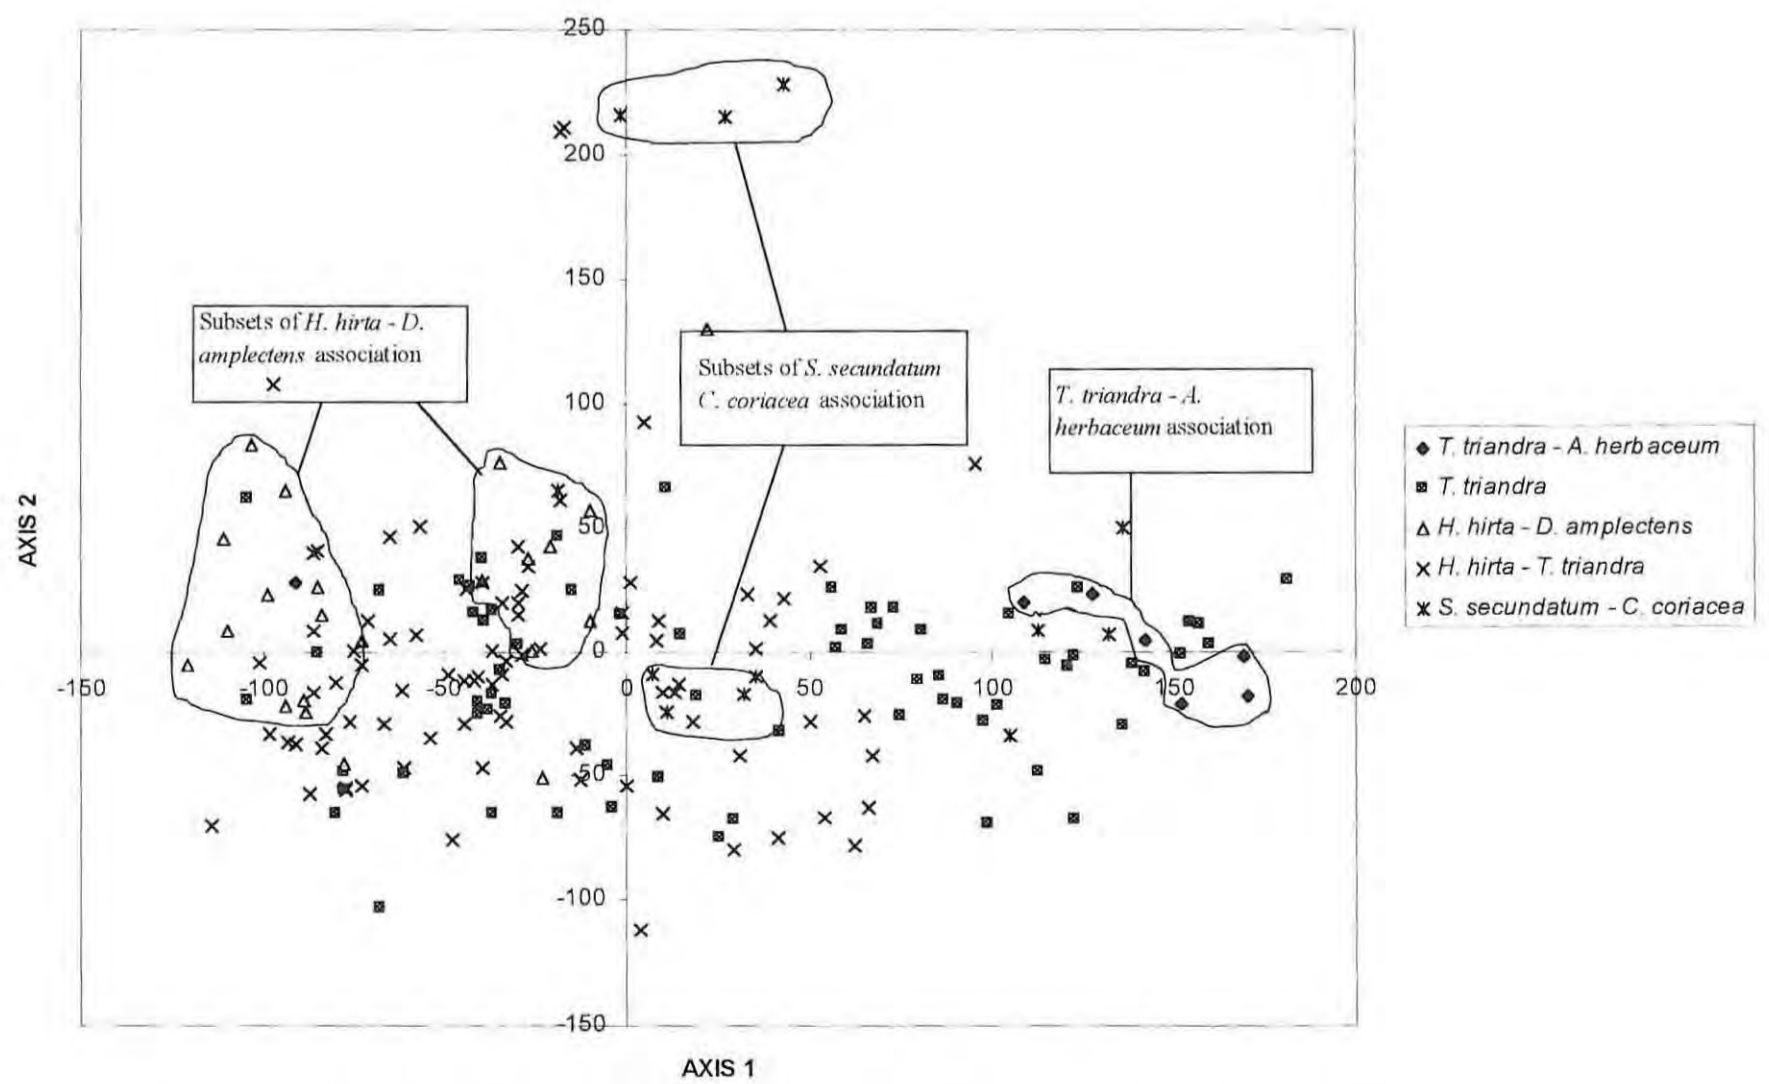 250
200
150
Subsets of H. hirta - D.
amplectens association
Subsets of S. secundatum
C. coriacea association
T. triandra - A.
herbaceum association
100
50
0
-150
-100
-50
0
50
100
150
200
-50
-100
-150
AXIS 2
AXIS 1
T. triandra - A. herbaceum
T. triandra
H. hirta - D. amplectens
H. hirta - T. triandra
S. secundatum - C. coriacea